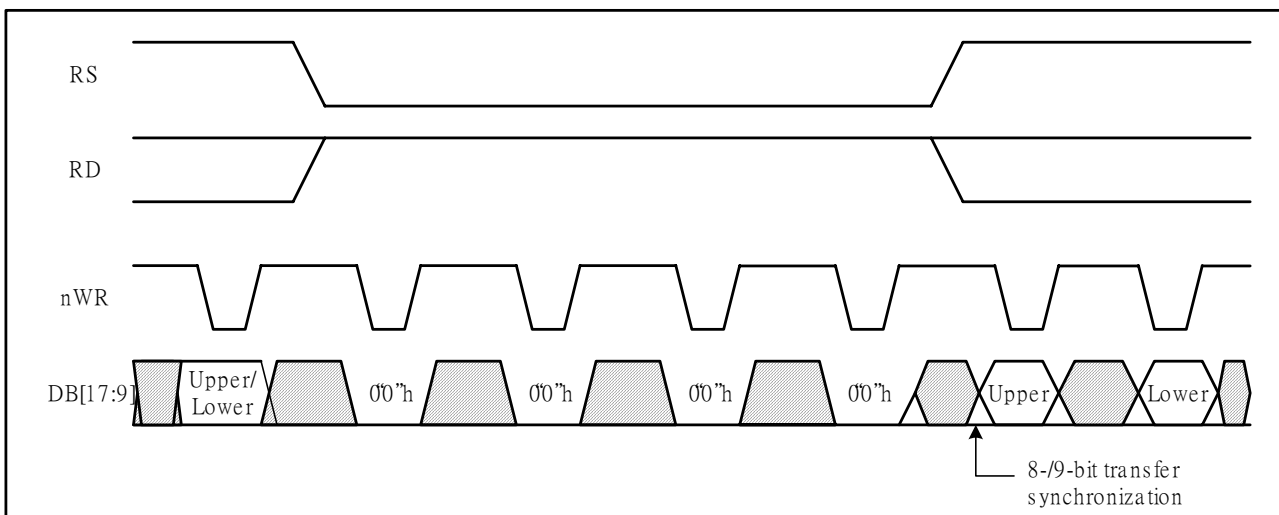 RS
RD
nWR
DB[17:9]
Upper/
Lower
"00"h
"00"h
"00"h
"00"h
Upper
Lower
8-/9-bit transfer
synchronization